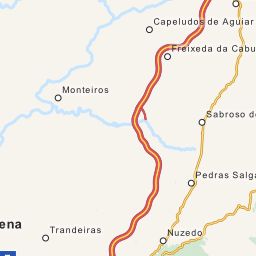 Capeludos de Aguiar
Freixeda da Cabu
Monteiros
Sabroso de
Pedras Salga
ena
Trandeiras
Nuzedo